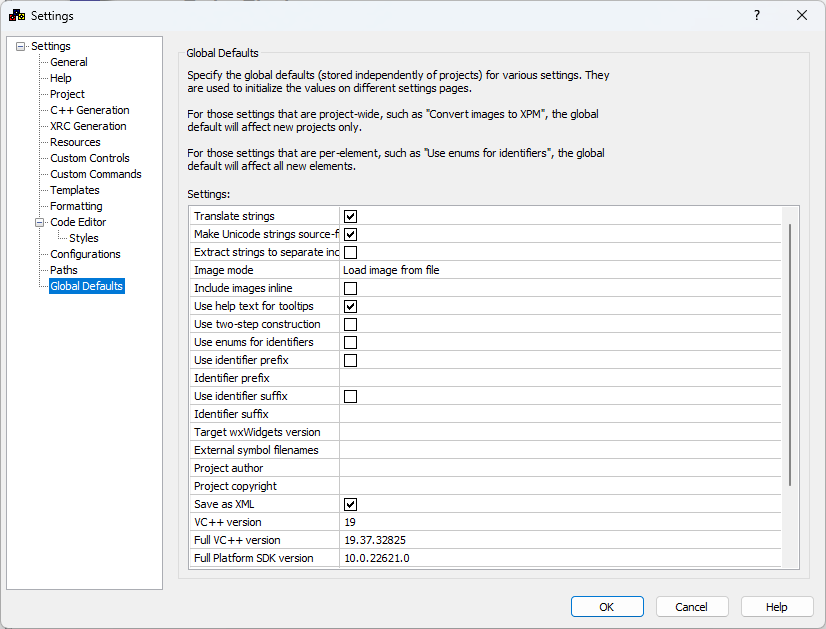 Settings
?
Settings
General
Help
Project
C++ Generation
XRC Generation
Resources
Custom Controls
Custom Commands
Templates
Formatting
Code Editor
Styles
Configurations
Paths
Global Defaults
Global Defaults
Specify the global defaults (stored independently of projects) for various settings. They
are used to initialize the values on different settings pages.
For those settings that are project-wide, such as "Convert images to XPM", the global
default will affect new projects only.
For those settings that are per-element, such as "Use enums for identifiers", the global
default will affect all new elements.
Settings:
Translate strings
Make Unicode strings source-f
Extract strings to separate inc
Image mode Load image from file
Include images inline
Use help text for tooltips
Use two-step construction
Use enums for identifiers
Use identifier prefix
Identifier prefix
Use identifier suffix
Identifier suffix
Target wxWidgets version
External symbol filenames
Project author
Project copyright
Save as XML
VC++ version 19
Full VC++ version 19.37.32825
Full Platform SDK version 10.0.22621.0
OK Cancel Help